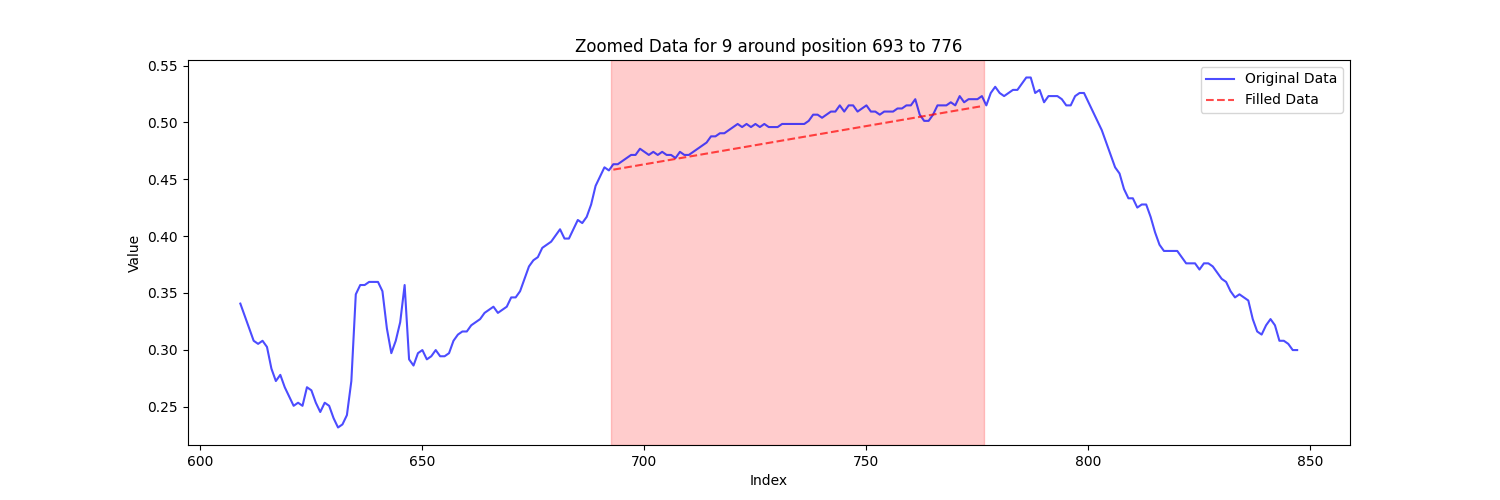 Zoomed Data for 9 around position 693 to 776
Original Data
Filled Data
0.55
0.50
0.45
0.40
0.35
0.30
0.25
Value
600
650
700
750
800
850
Index